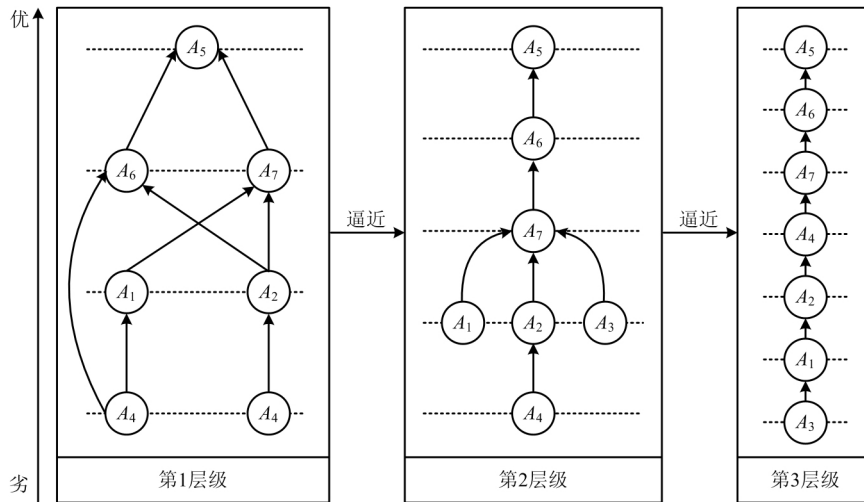 优
A₅
A₆ A₇
A₁ A₂
A₄ A₄
劣
第1层级
逼近
A₅
A₆
A₇
A₁ A₂ A₃
A₄
第2层级
逼近
A₅
A₆
A₇
A₄
A₂
A₁
A₃
第3层级